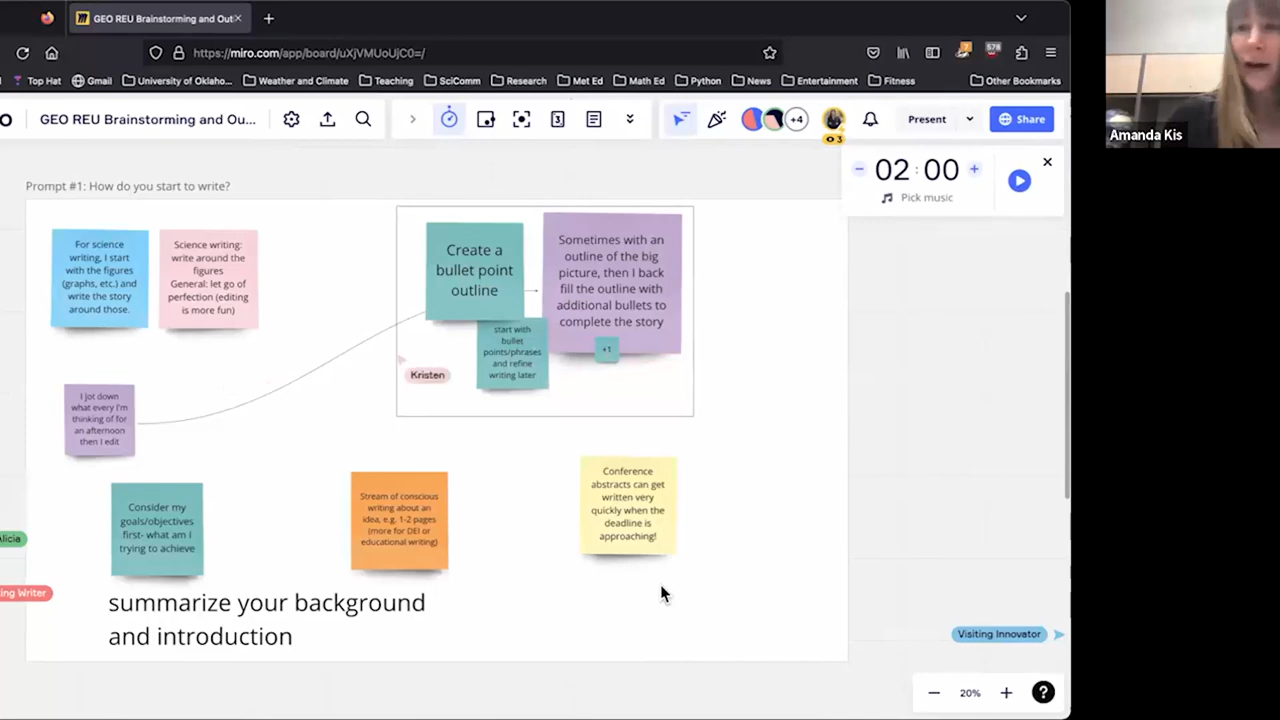 GEO REU Brainstorming and Out
https://miro.com/app/board/uXjVMUoUjC0=/
578
Top Hat
Gmail
University of Oklaho…
Weather and Climate
Teaching
SciComm
Research
Met Ed
Math Ed
Python
News
Entertainment
Fitness
Other Bookmarks
o
GEO REU Brainstorming and Ou...
3
+4
3
Present
Share
02 : 00
Pick music
Amanda Kis
Prompt #1: How do you start to write?
For science
writing, I start
with the figures
(graphs, etc.) and
write the story
around those.
Science writing:
write around the
figures
General: let go of
perfection (editing
is more fun)
Create a
bullet point
outline
Sometimes with an
outline of the big
picture, then I back
fill the outline with
additional bullets to
complete the story
+1
start with
bullet
points/phrases
and refine
writing later
Kristen
I jot down
what every I'm
thinking of for
an afternoon
then I edit
Consider my
goals/objectives
first- what am I
trying to achieve
Stream of conscious
writing about an
idea, e.g. 1-2 pages
(more for DEI or
educational writing)
Conference
abstracts can get
written very
quickly when the
deadline is
approaching!
Alicia
ing Writer
summarize your background
and introduction
Visiting Innovator
20%